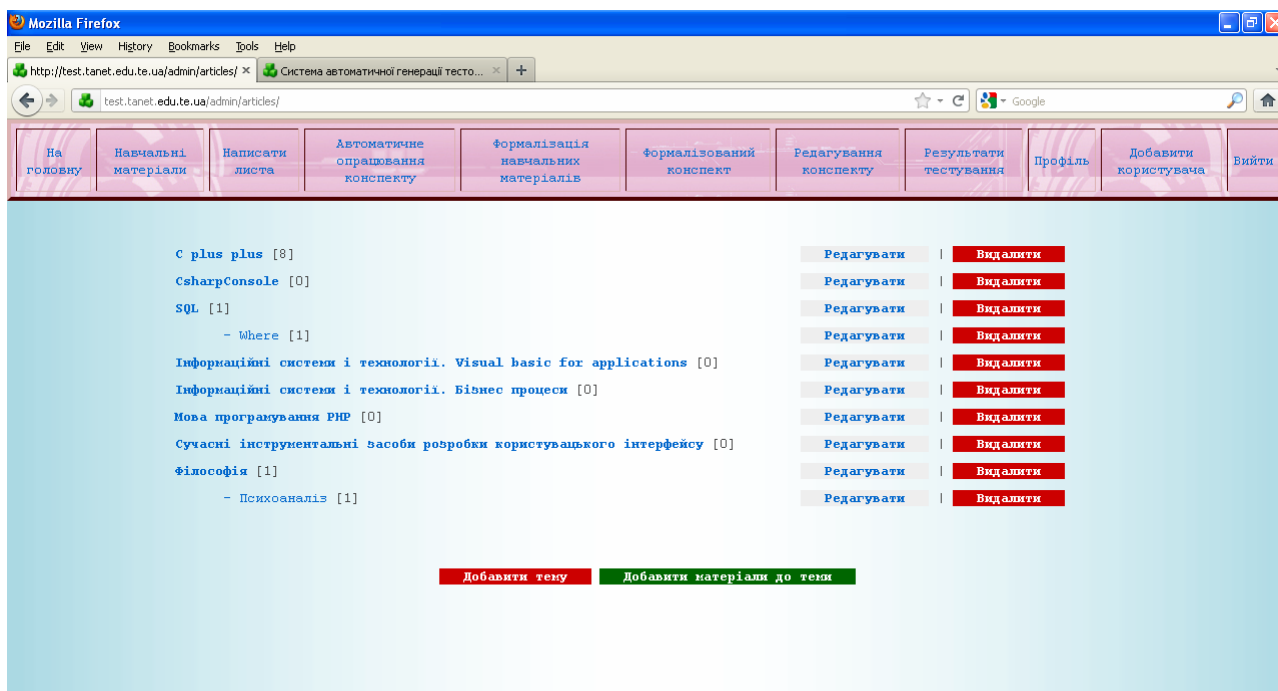 Mozilla Firefox
File Edit View History Bookmarks Tools Help
http://test.tanet.edu.te.ua/admin/articles/ × Система автоматичної генерації тесто... × +
test.tanet.edu.te.ua/admin/articles/ Google
На головну
Навчальні матеріали
Написати листа
Автоматичне опрацювання конспекту
Формалізація навчальних матеріалів
Формалізований конспект
Редагування конспекту
Результати тестування
Профіль
Добавити користувача
Вийти
C plus plus [8] Редагувати | Видалити
CsharpConsole [0] Редагувати | Видалити
SQL [1] Редагувати | Видалити
- Where [1] Редагувати | Видалити
Інформаційні системи і технології. Visual basic for applications [0] Редагувати | Видалити
Інформаційні системи і технології. Бізнес процеси [0] Редагувати | Видалити
Мова програмування PHP [0] Редагувати | Видалити
Сучасні інструментальні засоби розробки користувацького інтерфейсу [0] Редагувати | Видалити
Філософія [1] Редагувати | Видалити
- Психоаналіз [1] Редагувати | Видалити
Добавити тему Добавити матеріали до теми